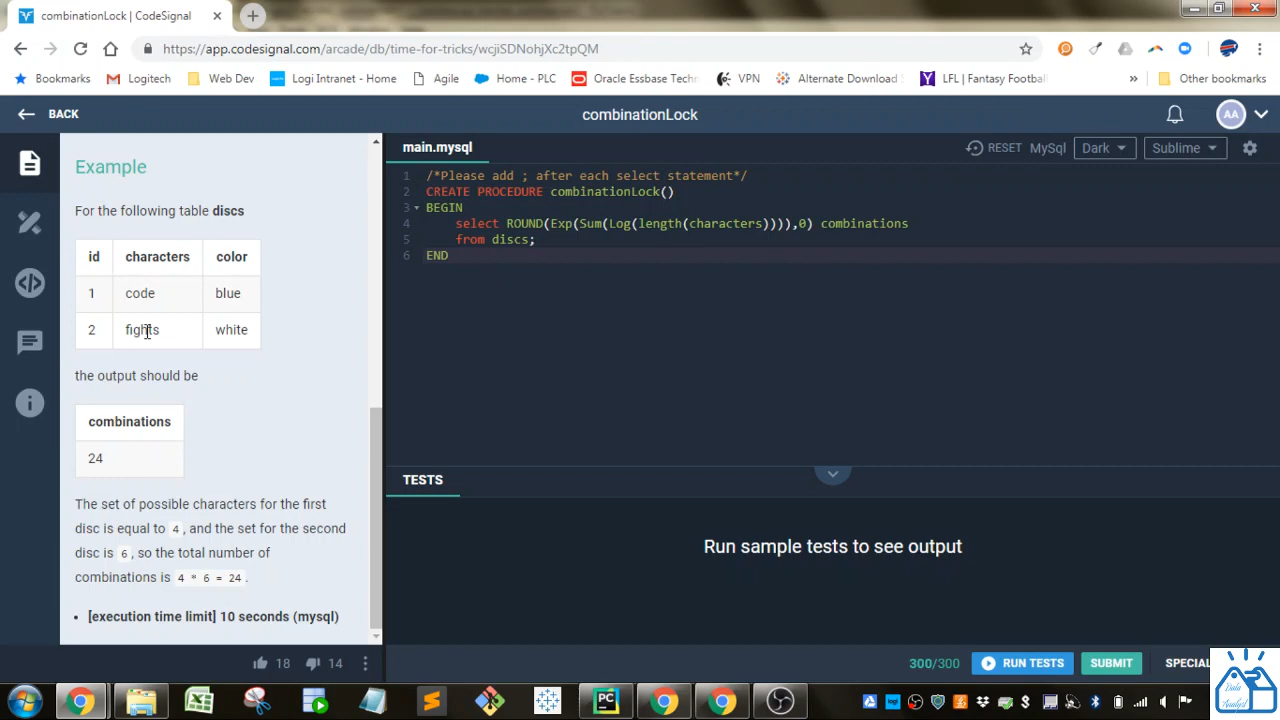 combinationLock | CodeSignal
https://app.codesignal.com/arcade/db/time-for-tricks/wcjiSDNohjXc2tpQM
Bookmarks Logitech Web Dev Logi Intranet - Home Agile Home - PLC Oracle Essbase Techn VPN Alternate Download LFL | Fantasy Football » Other bookmarks
BACK combinationLock AA
Example
For the following table discs
id characters color
1 code blue
2 fights white
the output should be
combinations
24
The set of possible characters for the first
disc is equal to 4, and the set for the second
disc is 6, so the total number of
combinations is 4 * 6 = 24.
• [execution time limit] 10 seconds (mysql)
18 14
main.mysql RESET MySql Dark Sublime
1 /*Please add ; after each select statement*/
2 CREATE PROCEDURE combinationLock()
3 BEGIN
4 select ROUND(Exp(Sum(Log(length(characters)))),0) combinations
5 from discs;
6 END
TESTS
Run sample tests to see output
300/300 RUN TESTS SUBMIT SPECIAL
PC
Data
Analyst